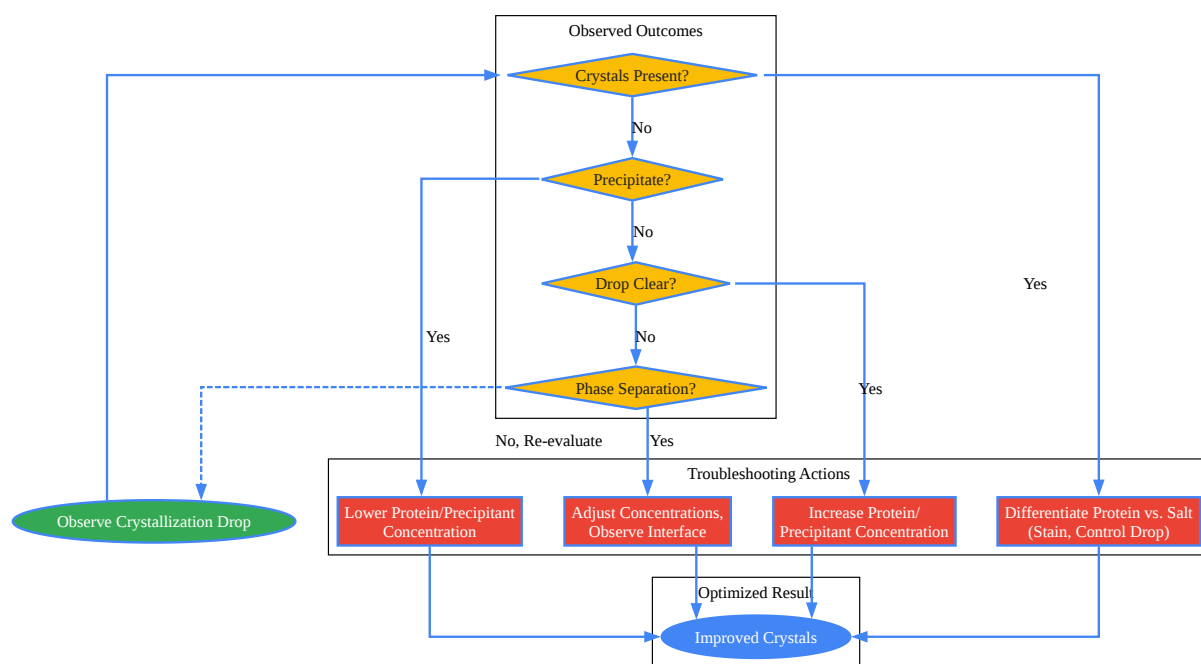 Observed Outcomes
Crystals Present?
No
Precipitate?
No
Drop Clear?
Yes
Yes
No
Phase Separation?
Yes
No, Re-evaluate
Yes
Troubleshooting Actions
Observe Crystallization Drop
Lower Protein/Precipitant
Concentration
Adjust Concentrations,
Observe Interface
Increase Protein/
Precipitant Concentration
Differentiate Protein vs. Salt
(Stain, Control Drop)
Optimized Result
Improved Crystals